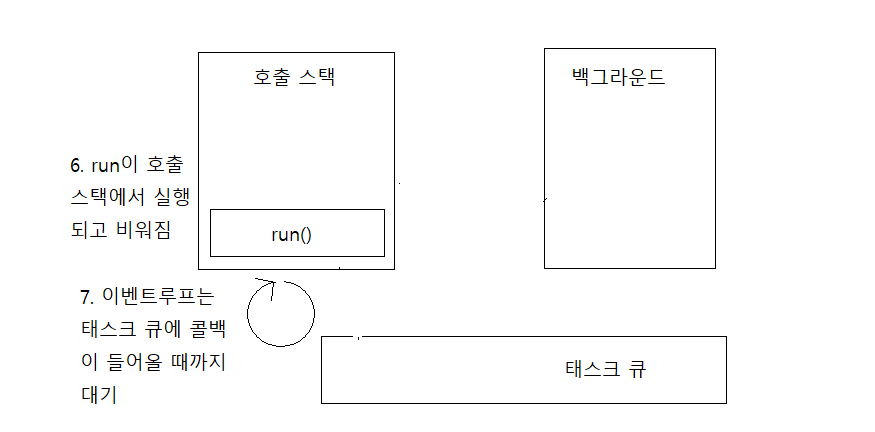 호출 스택
백그라운드
6. run이 호출
스택에서 실행
되고 비워짐
run()
7. 이벤트루프는
태스크 큐에 콜백
이 들어올 때까지
대기
태스크 큐